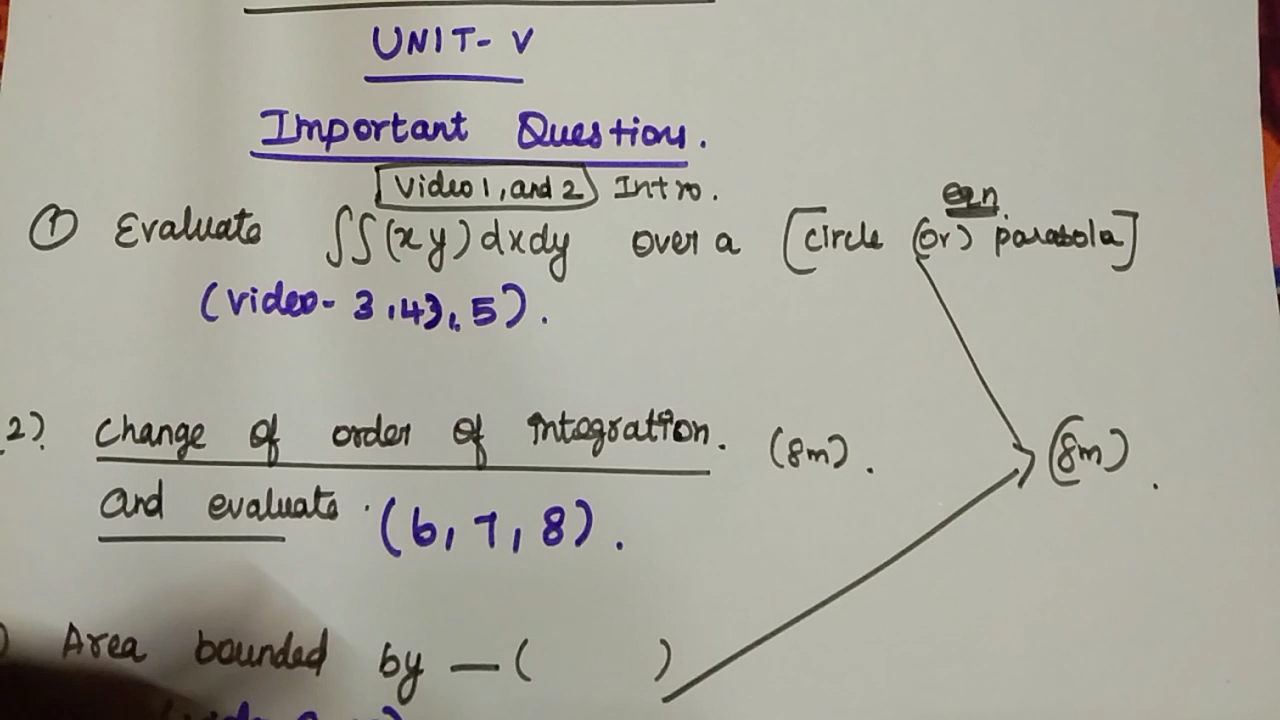 UNIT- V
Important Questions.
Video 1, and 2 Intro.
① Evaluate ∫∫(xy) dxdy over a [circle (or) parabola]
eqn
(video- 3,4, 5).
2) Change of order of integration. (8m).
(8m).
and evaluate. (6, 7, 8).
) Area bounded by — ( )